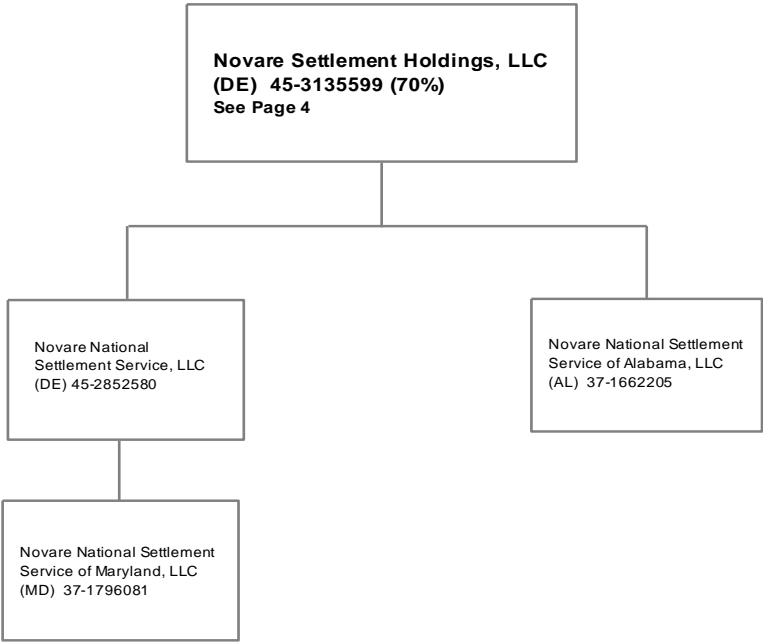 Novare Settlement Holdings, LLC
(DE) 45-3135599 (70%)
See Page 4
Novare National
Settlement Service, LLC
(DE) 45-2852580
Novare National Settlement
Service of Alabama, LLC
(AL) 37-1662205
Novare National Settlement
Service of Maryland, LLC
(MD) 37-1796081